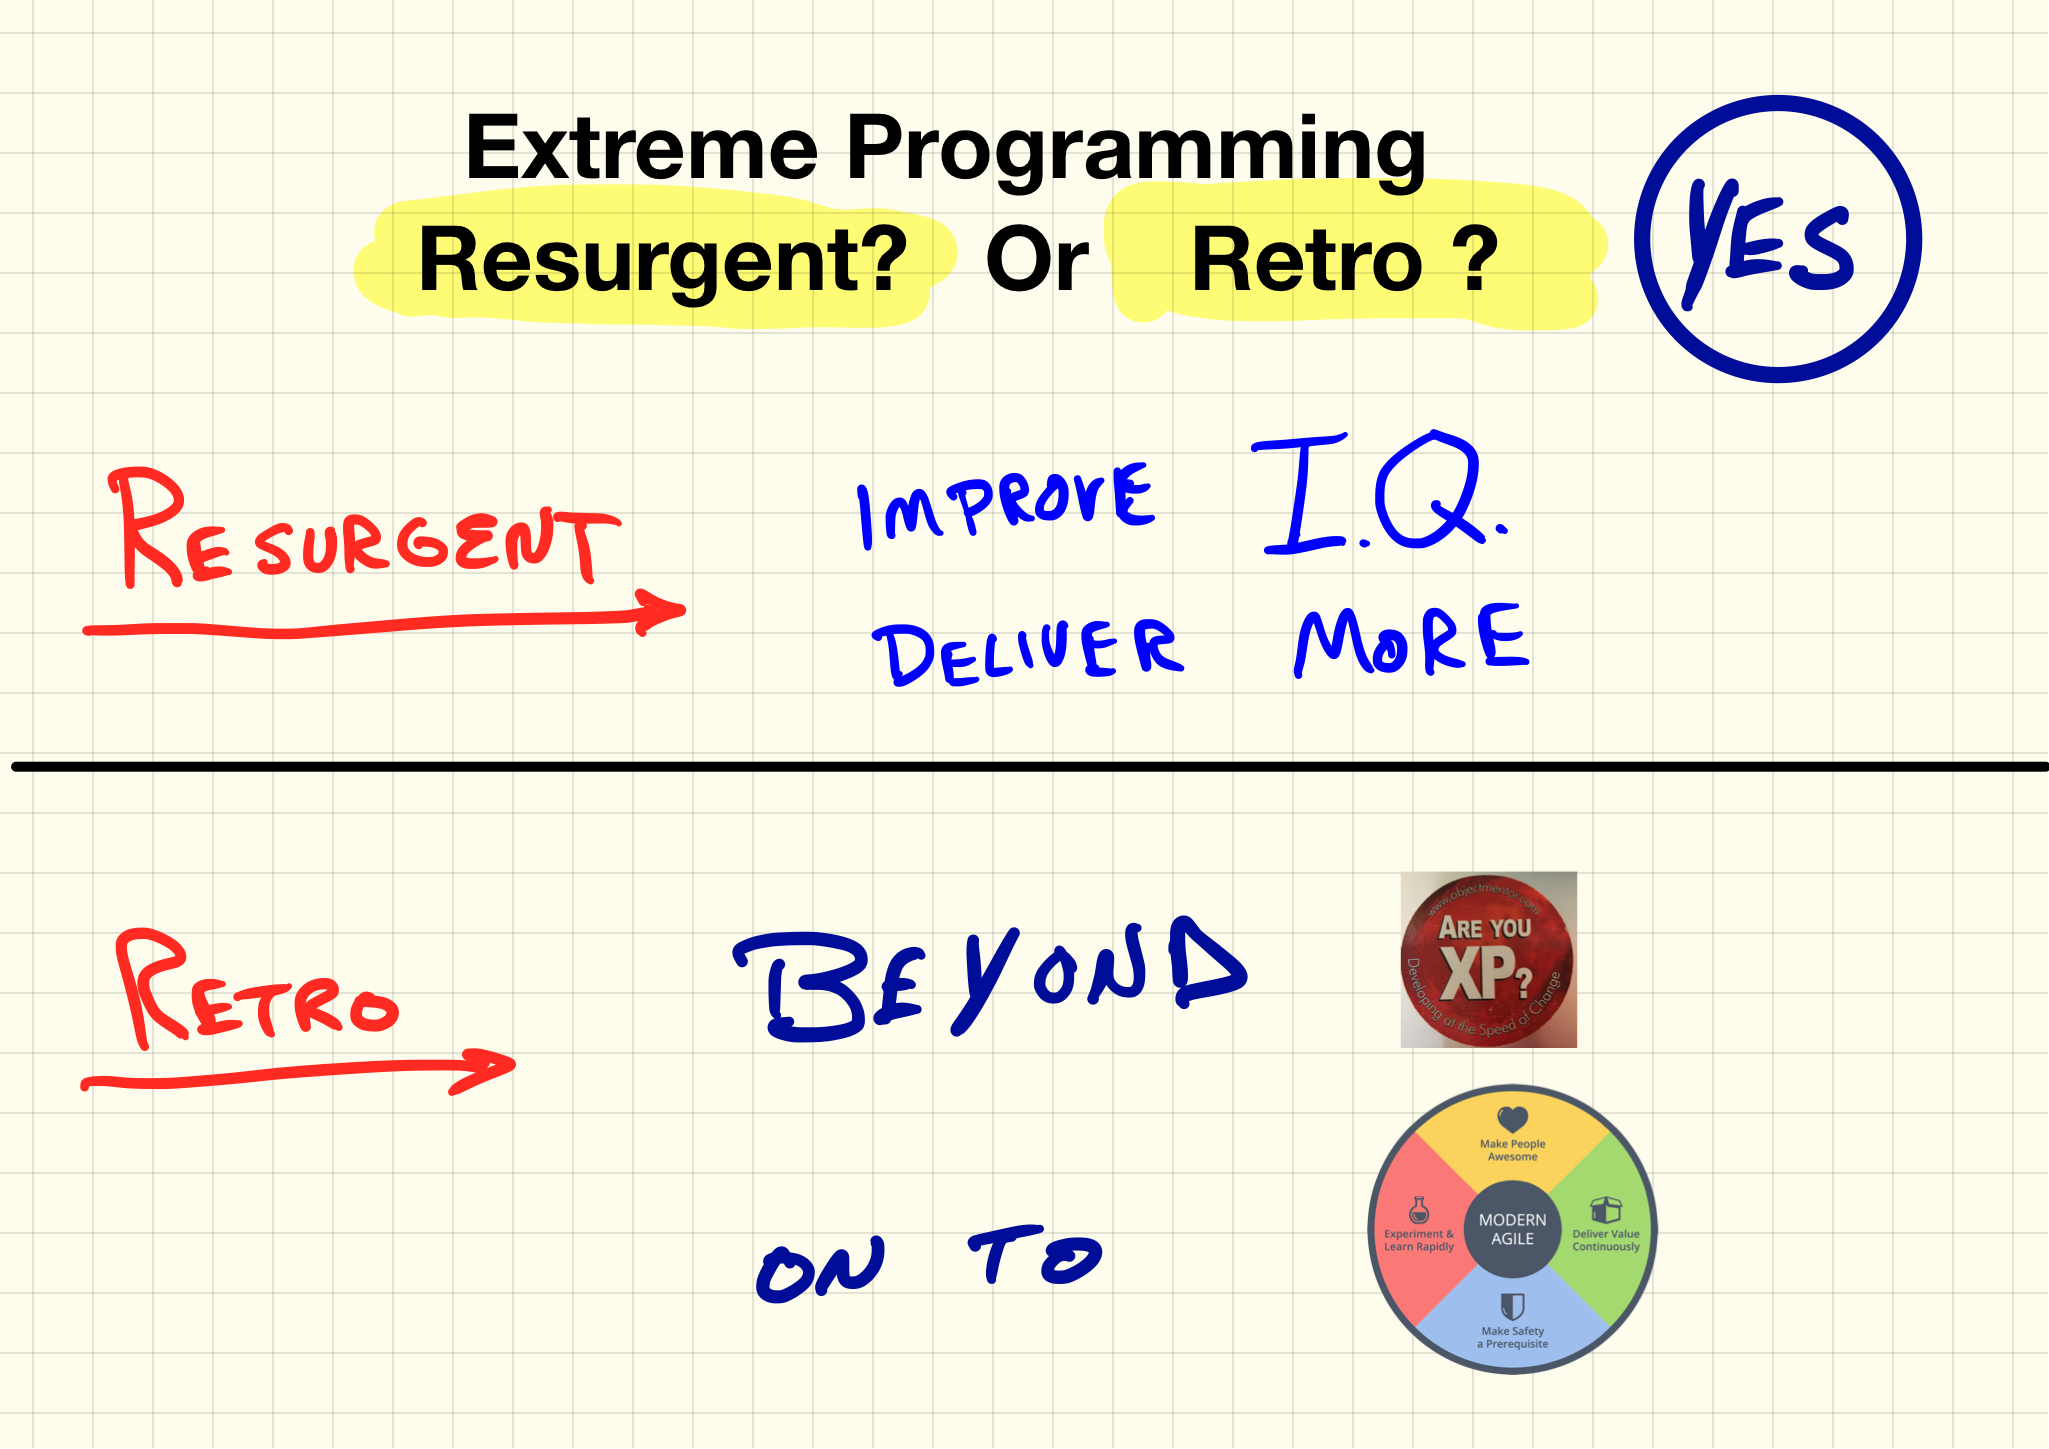 Extreme Programming
Resurgent? Or Retro ?
YES
RESURGENT
IMPROVE I.Q.
DELIVER MORE
RETRO
BEYOND
www.objectmentor.com
ARE YOU
XP?
Developing at the Speed of Change
ON TO
Make People
Awesome
Experiment &
Learn Rapidly
MODERN
AGILE
Deliver Value
Continuously
Make Safety
a Prerequisite